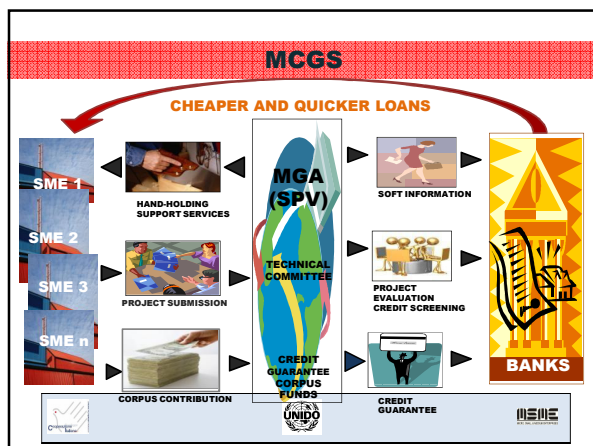 MCGS
CHEAPER AND QUICKER LOANS
SME 1
SME 2
SME 3
SME n
HAND-HOLDING
SUPPORT SERVICES
PROJECT SUBMISSION
CORPUS CONTRIBUTION
MGA
(SPV)
TECHNICAL
COMMITTEE
CREDIT
GUARANTEE
CORPUS
FUNDS
SOFT INFORMATION
PROJECT
EVALUATION
CREDIT SCREENING
CREDIT
GUARANTEE
BANKS
UNIDO
MSME